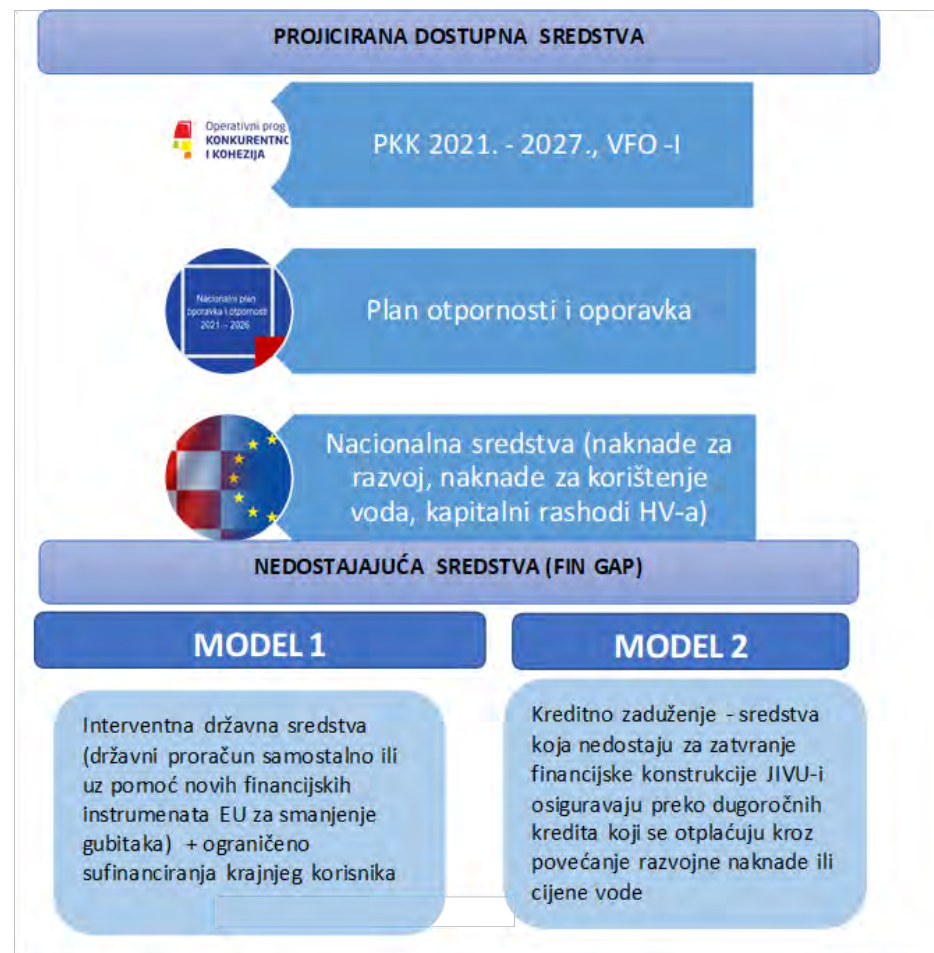 PROJICIRANA DOSTUPNA SREDSTVA
Operativni prog
KONKURENTNO
I KOHEZIJA
PKK 2021. - 2027., VFO -I
Nacionalni plan
oporavka i otpornosti
2021 – 2026
Plan otpornosti i oporavka
Nacionalna sredstva (naknade za
razvoj, naknade za korištenje
voda, kapitalni rashodi HV-a)
NEDOSTAJAJUĆA SREDSTVA (FIN GAP)
MODEL 1
Interventna državna sredstva
(državni proračun samostalno ili
uz pomoć novih financijskih
instrumenata EU za smanjenje
gubitaka) + ograničeno
sufinanciranja krajnjeg korisnika
MODEL 2
Kreditno zaduženje - sredstva
koja nedostaju za zatvranje
financijske konstrukcije JIVU-i
osiguravaju preko dugoročnih
kredita koji se otplaćuju kroz
povećanje razvojne naknade ili
cijene vode